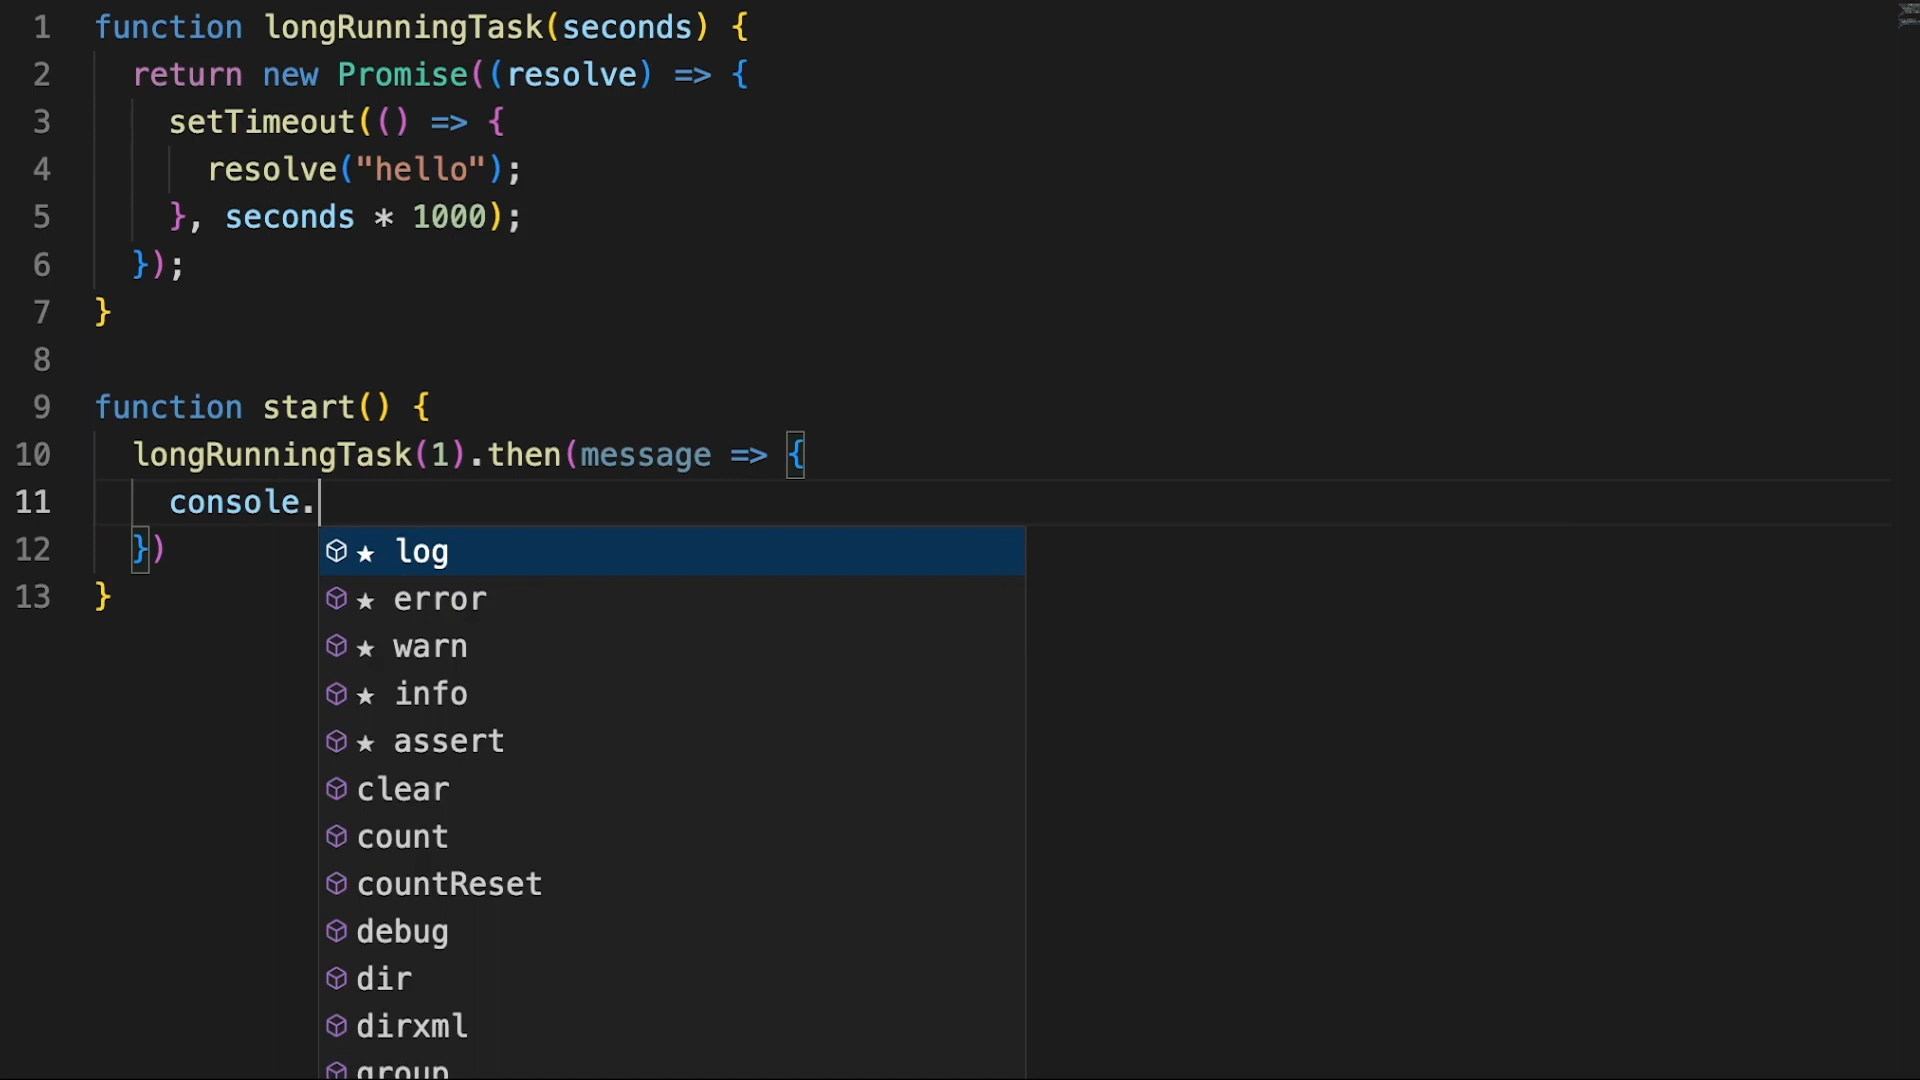 1 function longRunningTask(seconds) {
2 return new Promise((resolve) => {
3 setTimeout(() => {
4 resolve("hello");
5 }, seconds * 1000);
6 });
7 }
8
9 function start() {
10 longRunningTask(1).then(message => {
11 console.
12 })
13 }
★ log
★ error
★ warn
★ info
★ assert
clear
count
countReset
debug
dir
dirxml
group